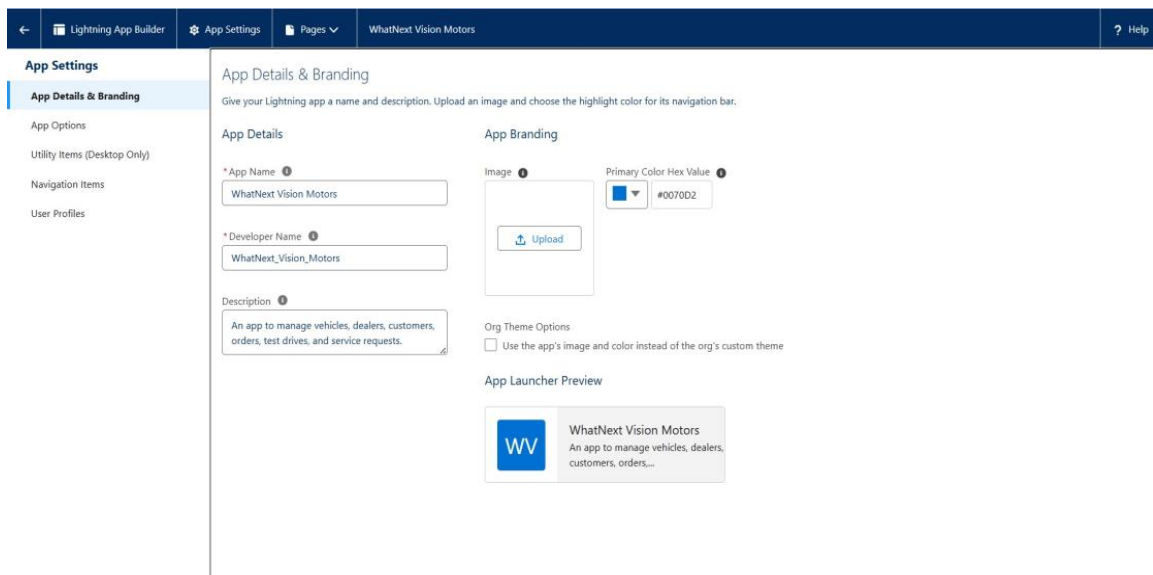 Lightning App Builder
App Settings
Pages
WhatNext Vision Motors
? Help
App Settings
App Details & Branding
App Options
Utility Items (Desktop Only)
Navigation Items
User Profiles
App Details & Branding
Give your Lightning app a name and description. Upload an image and choose the highlight color for its navigation bar.
App Details
*App Name
WhatNext Vision Motors
*Developer Name
WhatNext_Vision_Motors
Description
An app to manage vehicles, dealers, customers,
orders, test drives, and service requests.
App Branding
Image
Upload
Primary Color Hex Value
#0070D2
Org Theme Options
Use the app's image and color instead of the org's custom theme
App Launcher Preview
WV
WhatNext Vision Motors
An app to manage vehicles, dealers,
customers, orders,...